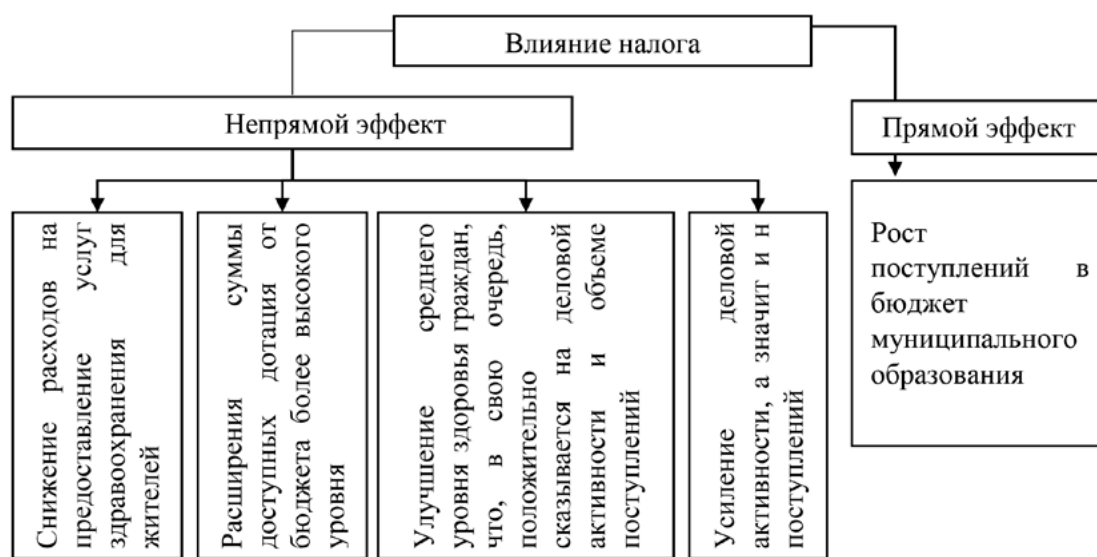 Влияние налога
Непрямой эффект
Прямой эффект
Снижение расходов на
предоставление услуг
здравоохранения для
жителей
Расширения суммы
доступных дотация от
бюджета более высокого
уровня
Улучшение среднего
уровня здоровья граждан,
что, в свою очередь,
положительно
сказывается на деловой
активности и объеме
поступлений
Усиление деловой
активности, а значит и н
поступлений
Рост
поступлений в
бюджет
муниципального
образования